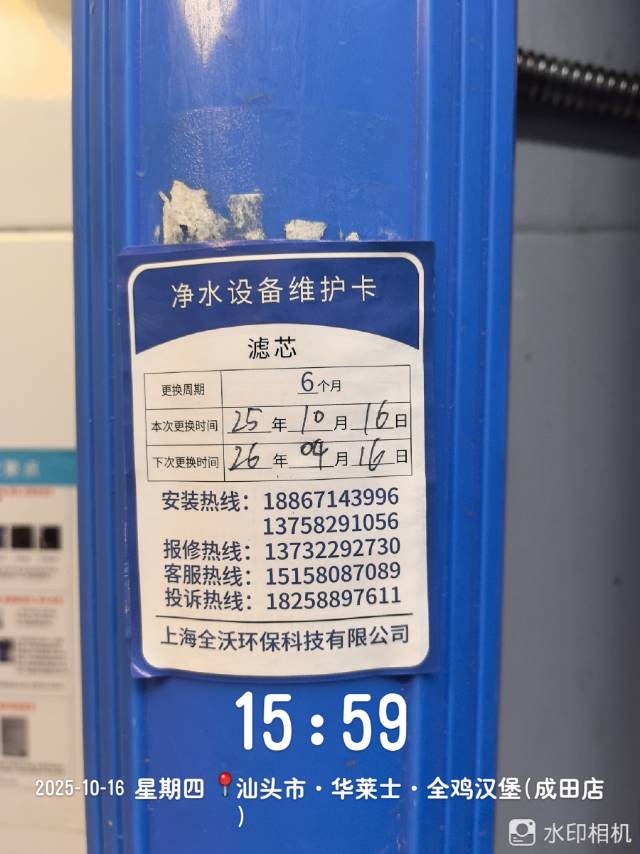 净水设备维护卡
滤芯
更换周期 6个月
本次更换时间 25年10月16日
下次更换时间 26年04月16日
安装热线：18867143996
13758291056
报修热线：13732292730
客服热线：15158087089
投诉热线：18258897611
上海全沃环保科技有限公司
15:59
2025-10-16 星期四 汕头市·华莱士·全鸡汉堡(成田店
)
水印相机